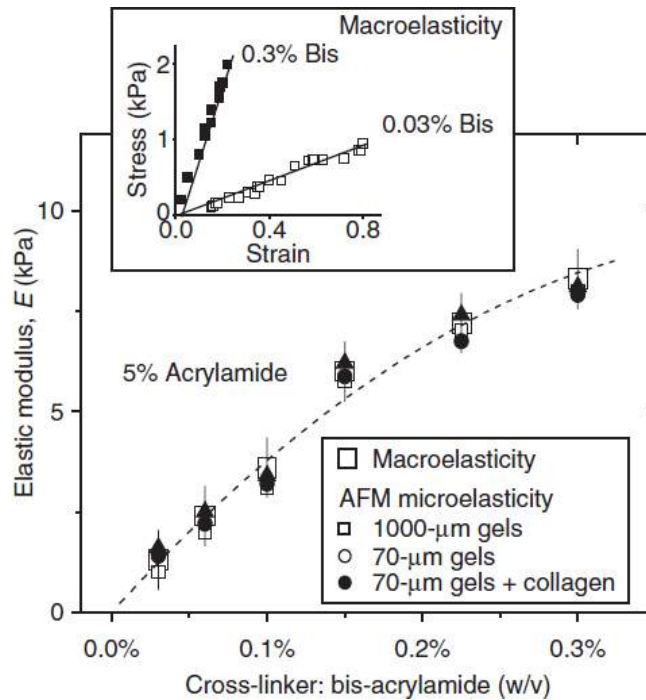 Macroelasticity
0.3% Bis
0.03% Bis
Stress (kPa)
2
1
0
0.0
0.4
0.8
Strain
Elastic modulus, E (kPa)
10
5
0
5% Acrylamide
Macroelasticity
AFM microelasticity
1000-μm gels
70-μm gels
70-μm gels + collagen
0.0%
0.1%
0.2%
0.3%
Cross-linker: bis-acrylamide (w/v)